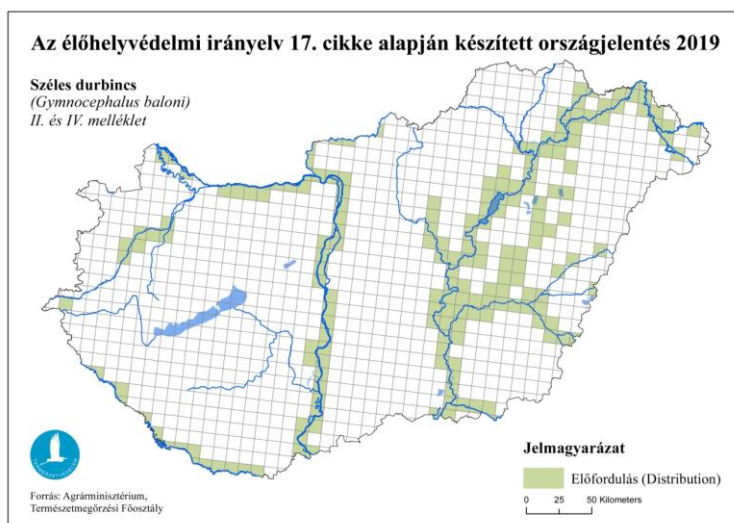 Az élőhelyvédelmi irányelv 17. cikke alapján készített országjelentés 2019
Széles durbincs
(Gymnocephalus baloni)
II. és IV. melléklet
Jelmagyarázat
Előfordulás (Distribution)
0 25 50 Kilometers
TERMÉSZETVÉDELEM
Forrás: Agrárminisztérium,
Természetmegőrzési Főosztály